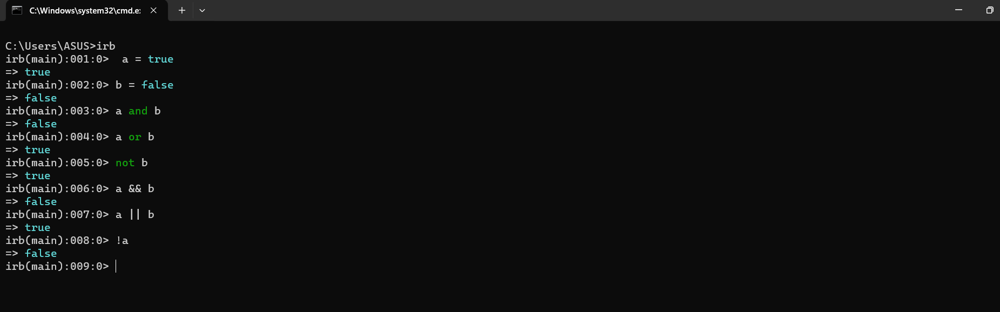 C:\Windows\system32\cmd.e
C:\Users\ASUS>irb
irb(main):001:0>  a = true
=> true
irb(main):002:0> b = false
=> false
irb(main):003:0> a and b
=> false
irb(main):004:0> a or b
=> true
irb(main):005:0> not b
=> true
irb(main):006:0> a && b
=> false
irb(main):007:0> a || b
=> true
irb(main):008:0> !a
=> false
irb(main):009:0>